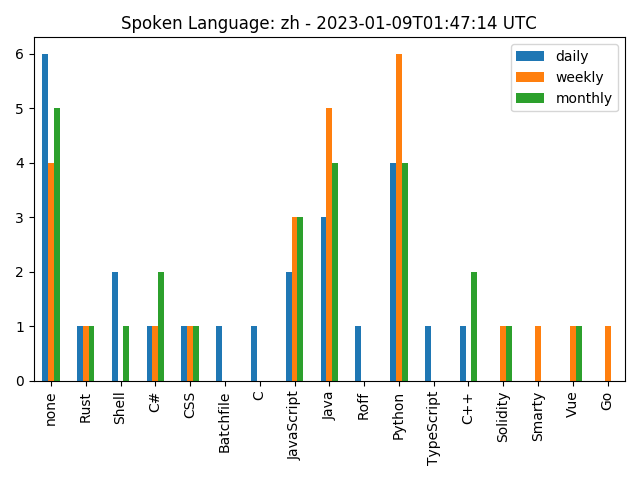 Spoken Language: zh - 2023-01-09T01:47:14 UTC
daily
weekly
monthly
6
5
4
3
2
1
0
none
Rust
Shell
C#
CSS
Batchfile
C
JavaScript
Java
Roff
Python
TypeScript
C++
Solidity
Smarty
Vue
Go